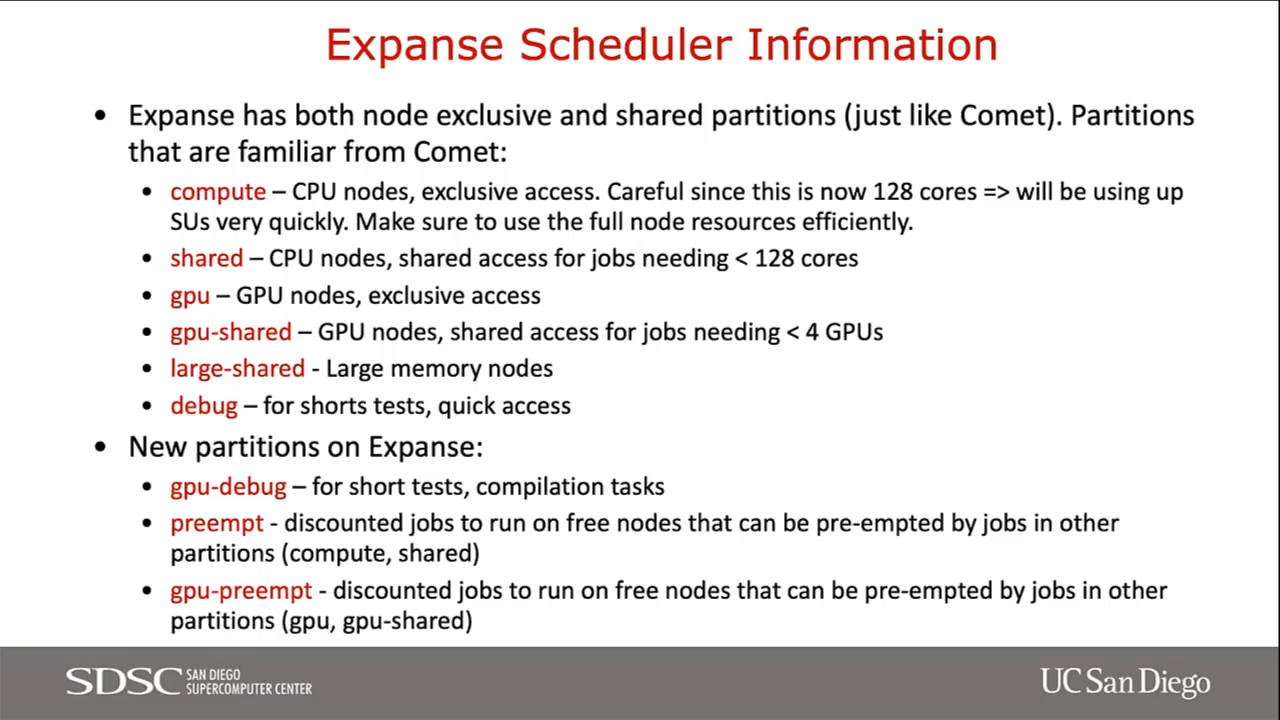 Expanse Scheduler Information
• Expanse has both node exclusive and shared partitions (just like Comet). Partitions
that are familiar from Comet:
• compute – CPU nodes, exclusive access. Careful since this is now 128 cores => will be using up
SUs very quickly. Make sure to use the full node resources efficiently.
• shared – CPU nodes, shared access for jobs needing < 128 cores
• gpu – GPU nodes, exclusive access
• gpu-shared – GPU nodes, shared access for jobs needing < 4 GPUs
• large-shared - Large memory nodes
• debug – for shorts tests, quick access
• New partitions on Expanse:
• gpu-debug – for short tests, compilation tasks
• preempt - discounted jobs to run on free nodes that can be pre-empted by jobs in other
partitions (compute, shared)
• gpu-preempt - discounted jobs to run on free nodes that can be pre-empted by jobs in other
partitions (gpu, gpu-shared)
SDSC SAN DIEGO
SUPERCOMPUTER CENTER
UC San Diego